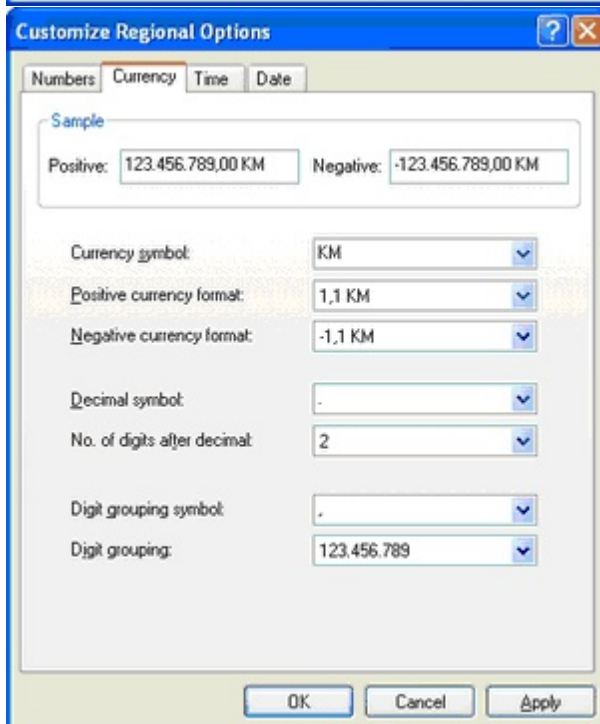 Customize Regional Options
Numbers Currency Time Date
Sample
Positive: 123.456.789,00 KM Negative: -123.456.789,00 KM
Currency symbol: KM
Positive currency format: 1,1 KM
Negative currency format: -1,1 KM
Decimal symbol: .
No. of digits after decimal: 2
Digit grouping symbol: ,
Digit grouping: 123.456.789
OK Cancel Apply